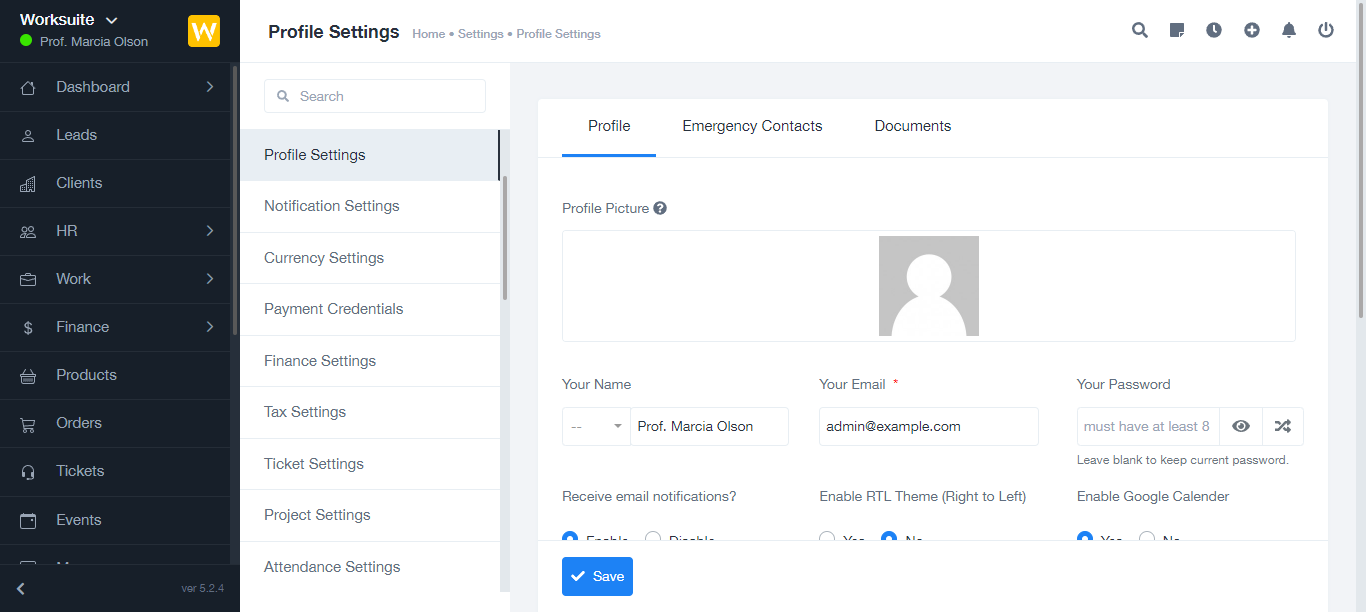 Worksuite
Prof. Marcia Olson
W
Dashboard
Leads
Clients
HR
Work
Finance
Products
Orders
Tickets
Events
ver 5.2.4
Profile Settings
Home • Settings • Profile Settings
Search
Profile Settings
Notification Settings
Currency Settings
Payment Credentials
Finance Settings
Tax Settings
Ticket Settings
Project Settings
Attendance Settings
Profile Emergency Contacts Documents
Profile Picture
Your Name Your Email * Your Password
-- Prof. Marcia Olson admin@example.com must have at least 8
Leave blank to keep current password.
Receive email notifications? Enable RTL Theme (Right to Left) Enable Google Calender
Enable Disable Yes No Yes No
Save